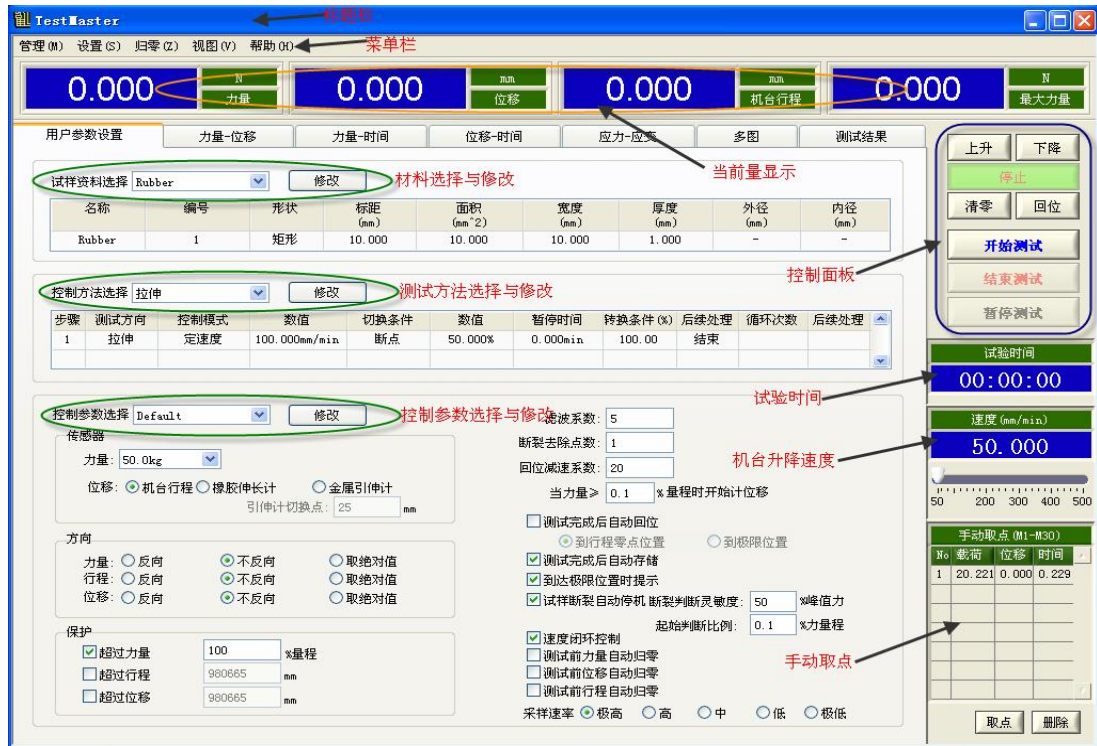 TestMaster
标题栏
管理(M) 设置(S) 归零(Z) 视图(V) 帮助(H)
菜单栏
0.000 N 力量
0.000 mm 位移
0.000 mm 机台行程
0.000 N 最大力量
用户参数设置 力量-位移 力量-时间 位移-时间 应力-应变 多图 测试结果
当前量显示
试样资料选择 Rubber 修改
材料选择与修改
名称 编号 形状 标距(mm) 面积(mm^2) 宽度(mm) 厚度(mm) 外径(mm) 内径(mm)
Rubber 1 矩形 10.000 10.000 10.000 1.000 - -
控制方法选择 拉伸 修改
测试方法选择与修改
步骤 测试方向 控制模式 数值 切换条件 数值 暂停时间 转换条件(%) 后续处理 循环次数 后续处理
1 拉伸 定速度 100.000mm/min 断点 50.000% 0.000min 100.00 结束
控制参数选择 Default 修改
控制参数选择与修改
传感器
力量: 50.0kg
位移: 机台行程 橡胶伸长计 金属引伸计
引伸计切换点: 25 mm
方向
力量: 反向 不反向 取绝对值
行程: 反向 不反向 取绝对值
位移: 反向 不反向 取绝对值
保护
超过力量 100 %量程
超过行程 980665 mm
超过位移 980665 mm
滤波系数: 5
断裂去除点数: 1
回位减速系数: 20
当力量≥ 0.1 %量程时开始计位移
测试完成后自动回位
到行程零点位置 到极限位置
测试完成后自动存储
到达极限位置时提示
试样断裂自动停机 断裂判断灵敏度: 50 %峰值力
起始判断比例: 0.1 %力量程
速度闭环控制
测试前力量自动归零
测试前位移自动归零
测试前行程自动归零
采样速率 极高 高 中 低 极低
上升 下降
停止
清零 回位
开始测试
结束测试
暂停测试
控制面板
试验时间
00:00:00
试验时间
速度(mm/min)
50.000
机台升降速度
50 200 300 400 500
手动取点(M1-M30)
No 载荷 位移 时间
1 20.221 0.000 0.229
手动取点
取点 删除